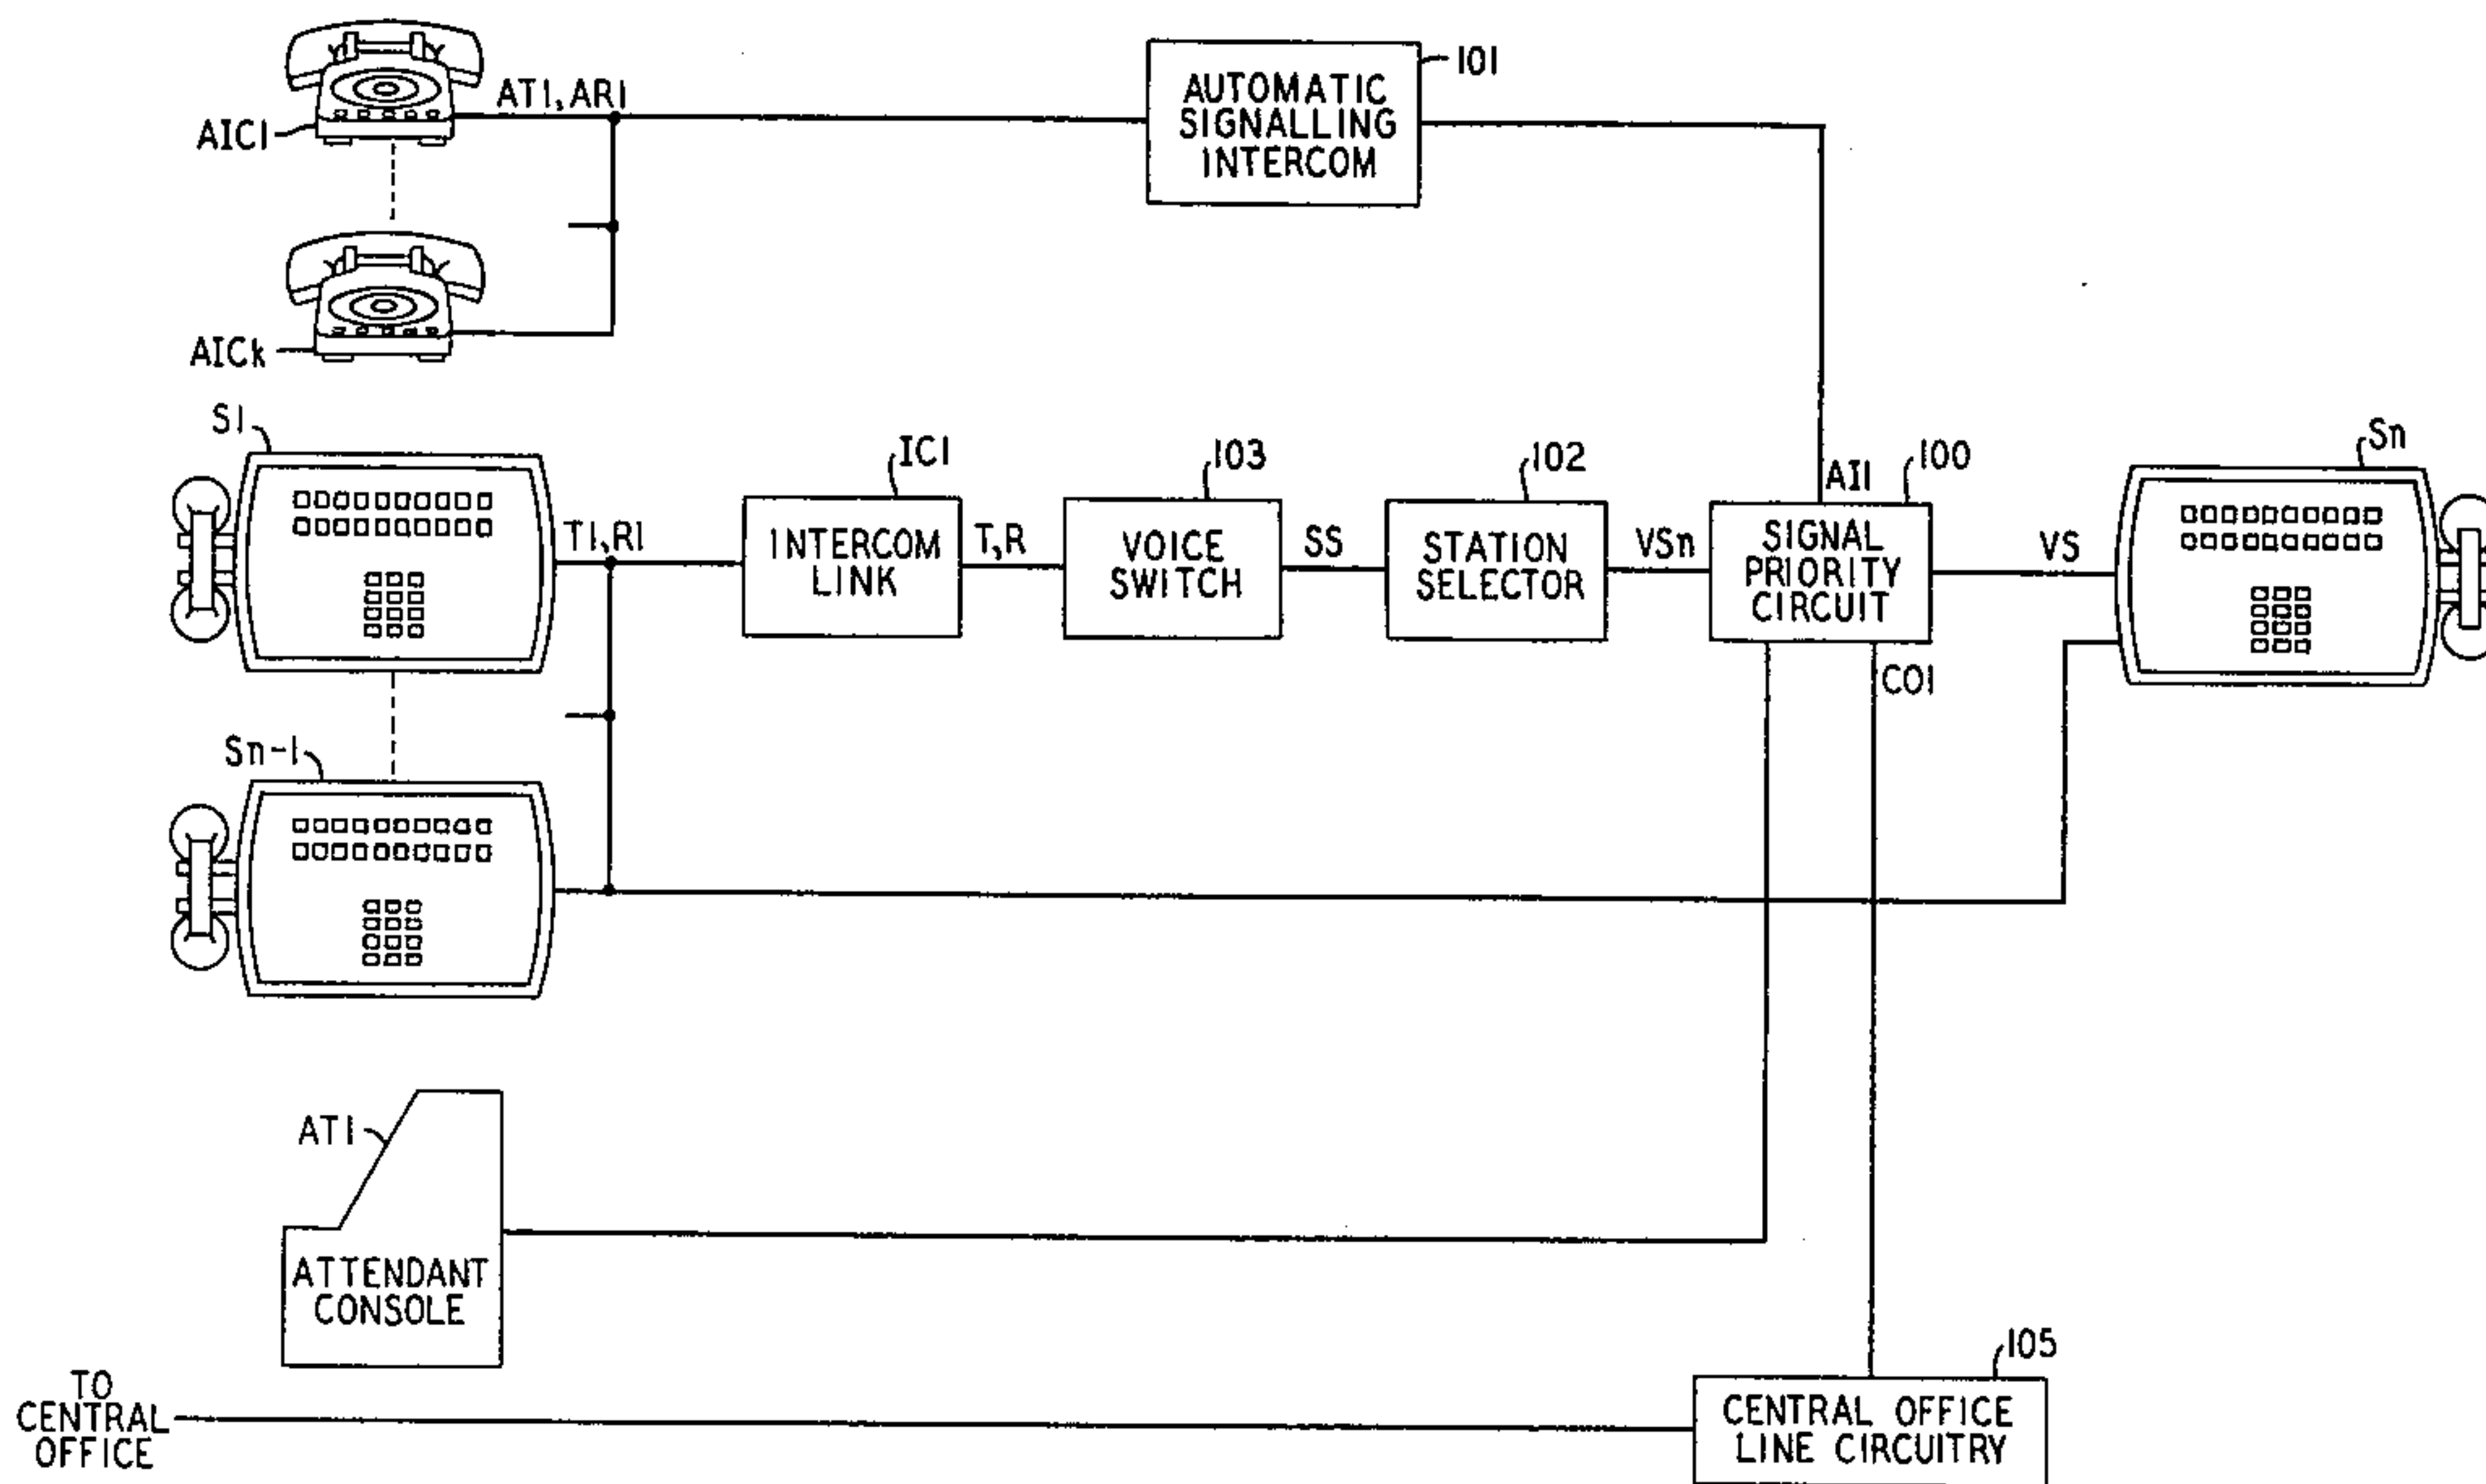 101
AUTOMATIC
SIGNALLING
INTERCOM
AT1, AR1
AIC1
AICk
S1
IC1
103
102
100
AI1
Sn
T1, R1
INTERCOM
LINK
T, R
VOICE
SWITCH
SS
STATION
SELECTOR
VSn
SIGNAL
PRIORITY
CIRCUIT
VS
CO1
Sn-1
AT1
ATTENDANT
CONSOLE
105
TO
CENTRAL
OFFICE
CENTRAL OFFICE
LINE CIRCUITRY